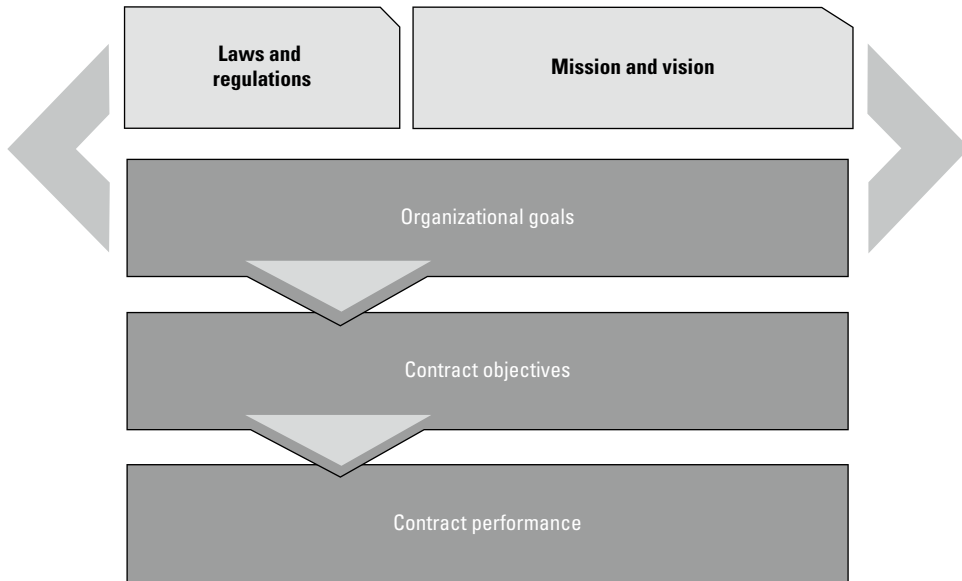 Laws and
regulations
Mission and vision
Organizational goals
Contract objectives
Contract performance